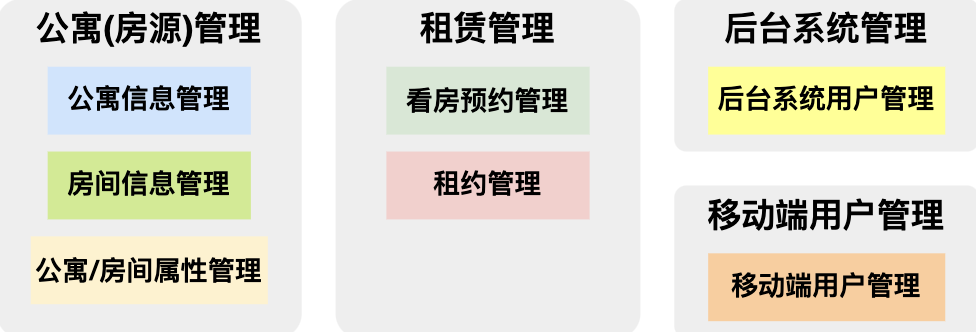 公寓(房源)管理
公寓信息管理
房间信息管理
公寓/房间属性管理
租赁管理
看房预约管理
租约管理
后台系统管理
后台系统用户管理
移动端用户管理
移动端用户管理